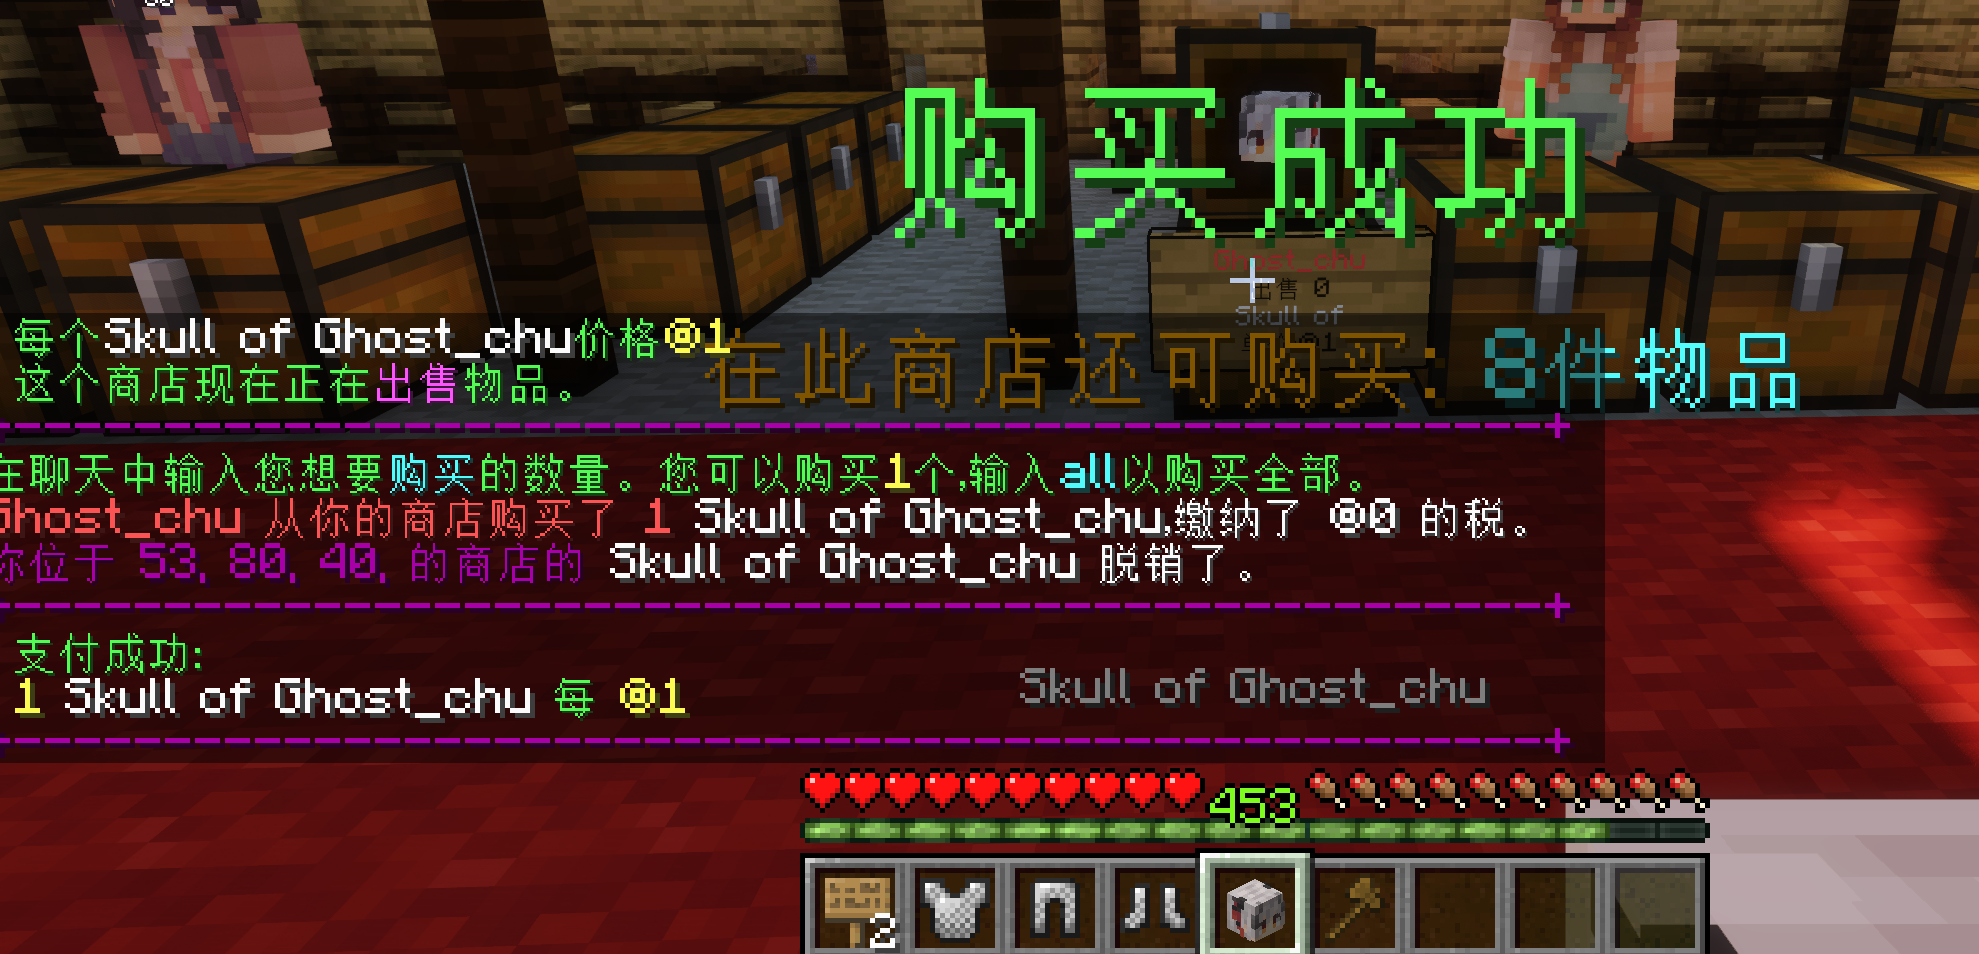 购买成功
Ghost_chu
出售 0
Skull of
在此商店还可购买: 8件物品
每个Skull of Ghost_chu价格@1
这个商店现在正在出售物品。
在聊天中输入您想要购买的数量。您可以购买1个,输入all以购买全部。
Ghost_chu 从你的商店购买了 1 Skull of Ghost_chu,缴纳了 @0 的税。
你位于 53, 80, 40, 的商店的 Skull of Ghost_chu 脱销了。
支付成功:
1 Skull of Ghost_chu 每 @1
Skull of Ghost_chu
453
2